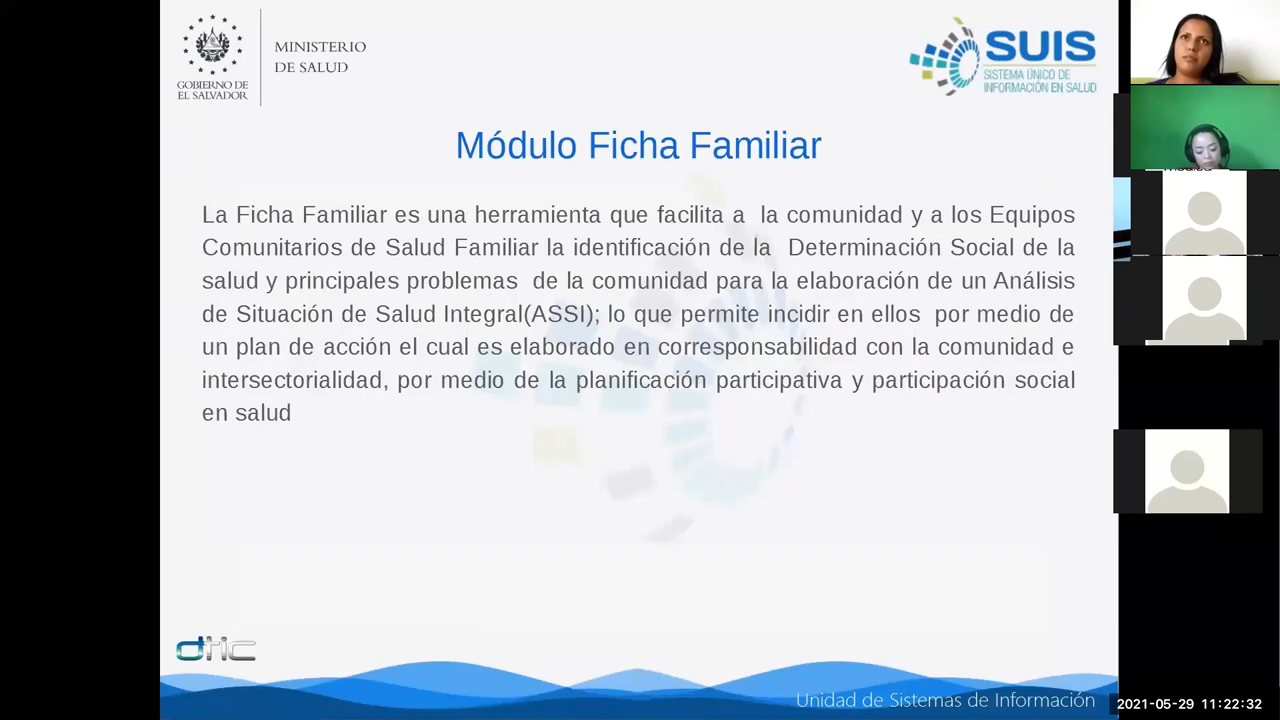 MINISTERIO
DE SALUD
GOBIERNO DE
EL SALVADOR
SUIS
SISTEMA ÚNICO DE
INFORMACIÓN EN SALUD
Módulo Ficha Familiar
La Ficha Familiar es una herramienta que facilita a la comunidad y a los Equipos
Comunitarios de Salud Familiar la identificación de la Determinación Social de la
salud y principales problemas de la comunidad para la elaboración de un Análisis
de Situación de Salud Integral(ASSI); lo que permite incidir en ellos por medio de
un plan de acción el cual es elaborado en corresponsabilidad con la comunidad e
intersectorialidad, por medio de la planificación participativa y participación social
en salud
dtic
Unidad de Sistemas de Información
2021-05-29 11:22:32